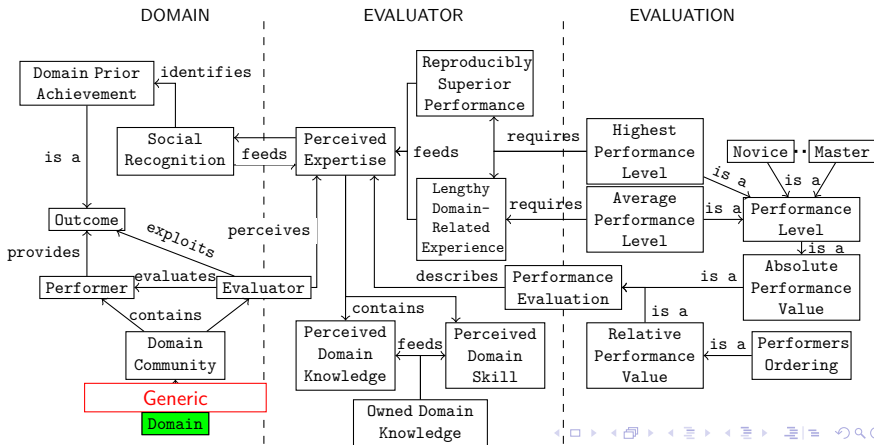 DOMAIN
EVALUATOR
EVALUATION
Domain Prior
Achievement
identifies
Social
Recognition
feeds
Perceived
Expertise
feeds
Reproducibly
Superior
Performance
requires
Highest
Performance
Level
Novice
··
Master
is a
is a
is a
is a
Lengthy
Domain-
Related
Experience
requires
Average
Performance
Level
is a
Performance
Level
is a
Outcome
exploits
perceives
provides
evaluates
Performer
Evaluator
describes
Performance
Evaluation
is a
Absolute
Performance
Value
contains
contains
is a
Domain
Community
Perceived
Domain
Knowledge
feeds
Perceived
Domain
Skill
Relative
Performance
Value
is a
Performers
Ordering
Generic
Domain
Owned Domain
Knowledge